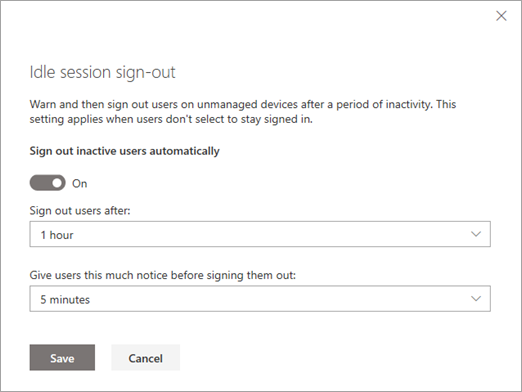 Idle session sign-out
Warn and then sign out users on unmanaged devices after a period of inactivity. This
setting applies when users don't select to stay signed in.
Sign out inactive users automatically
On
Sign out users after:
1 hour
Give users this much notice before signing them out:
5 minutes
Save
Cancel